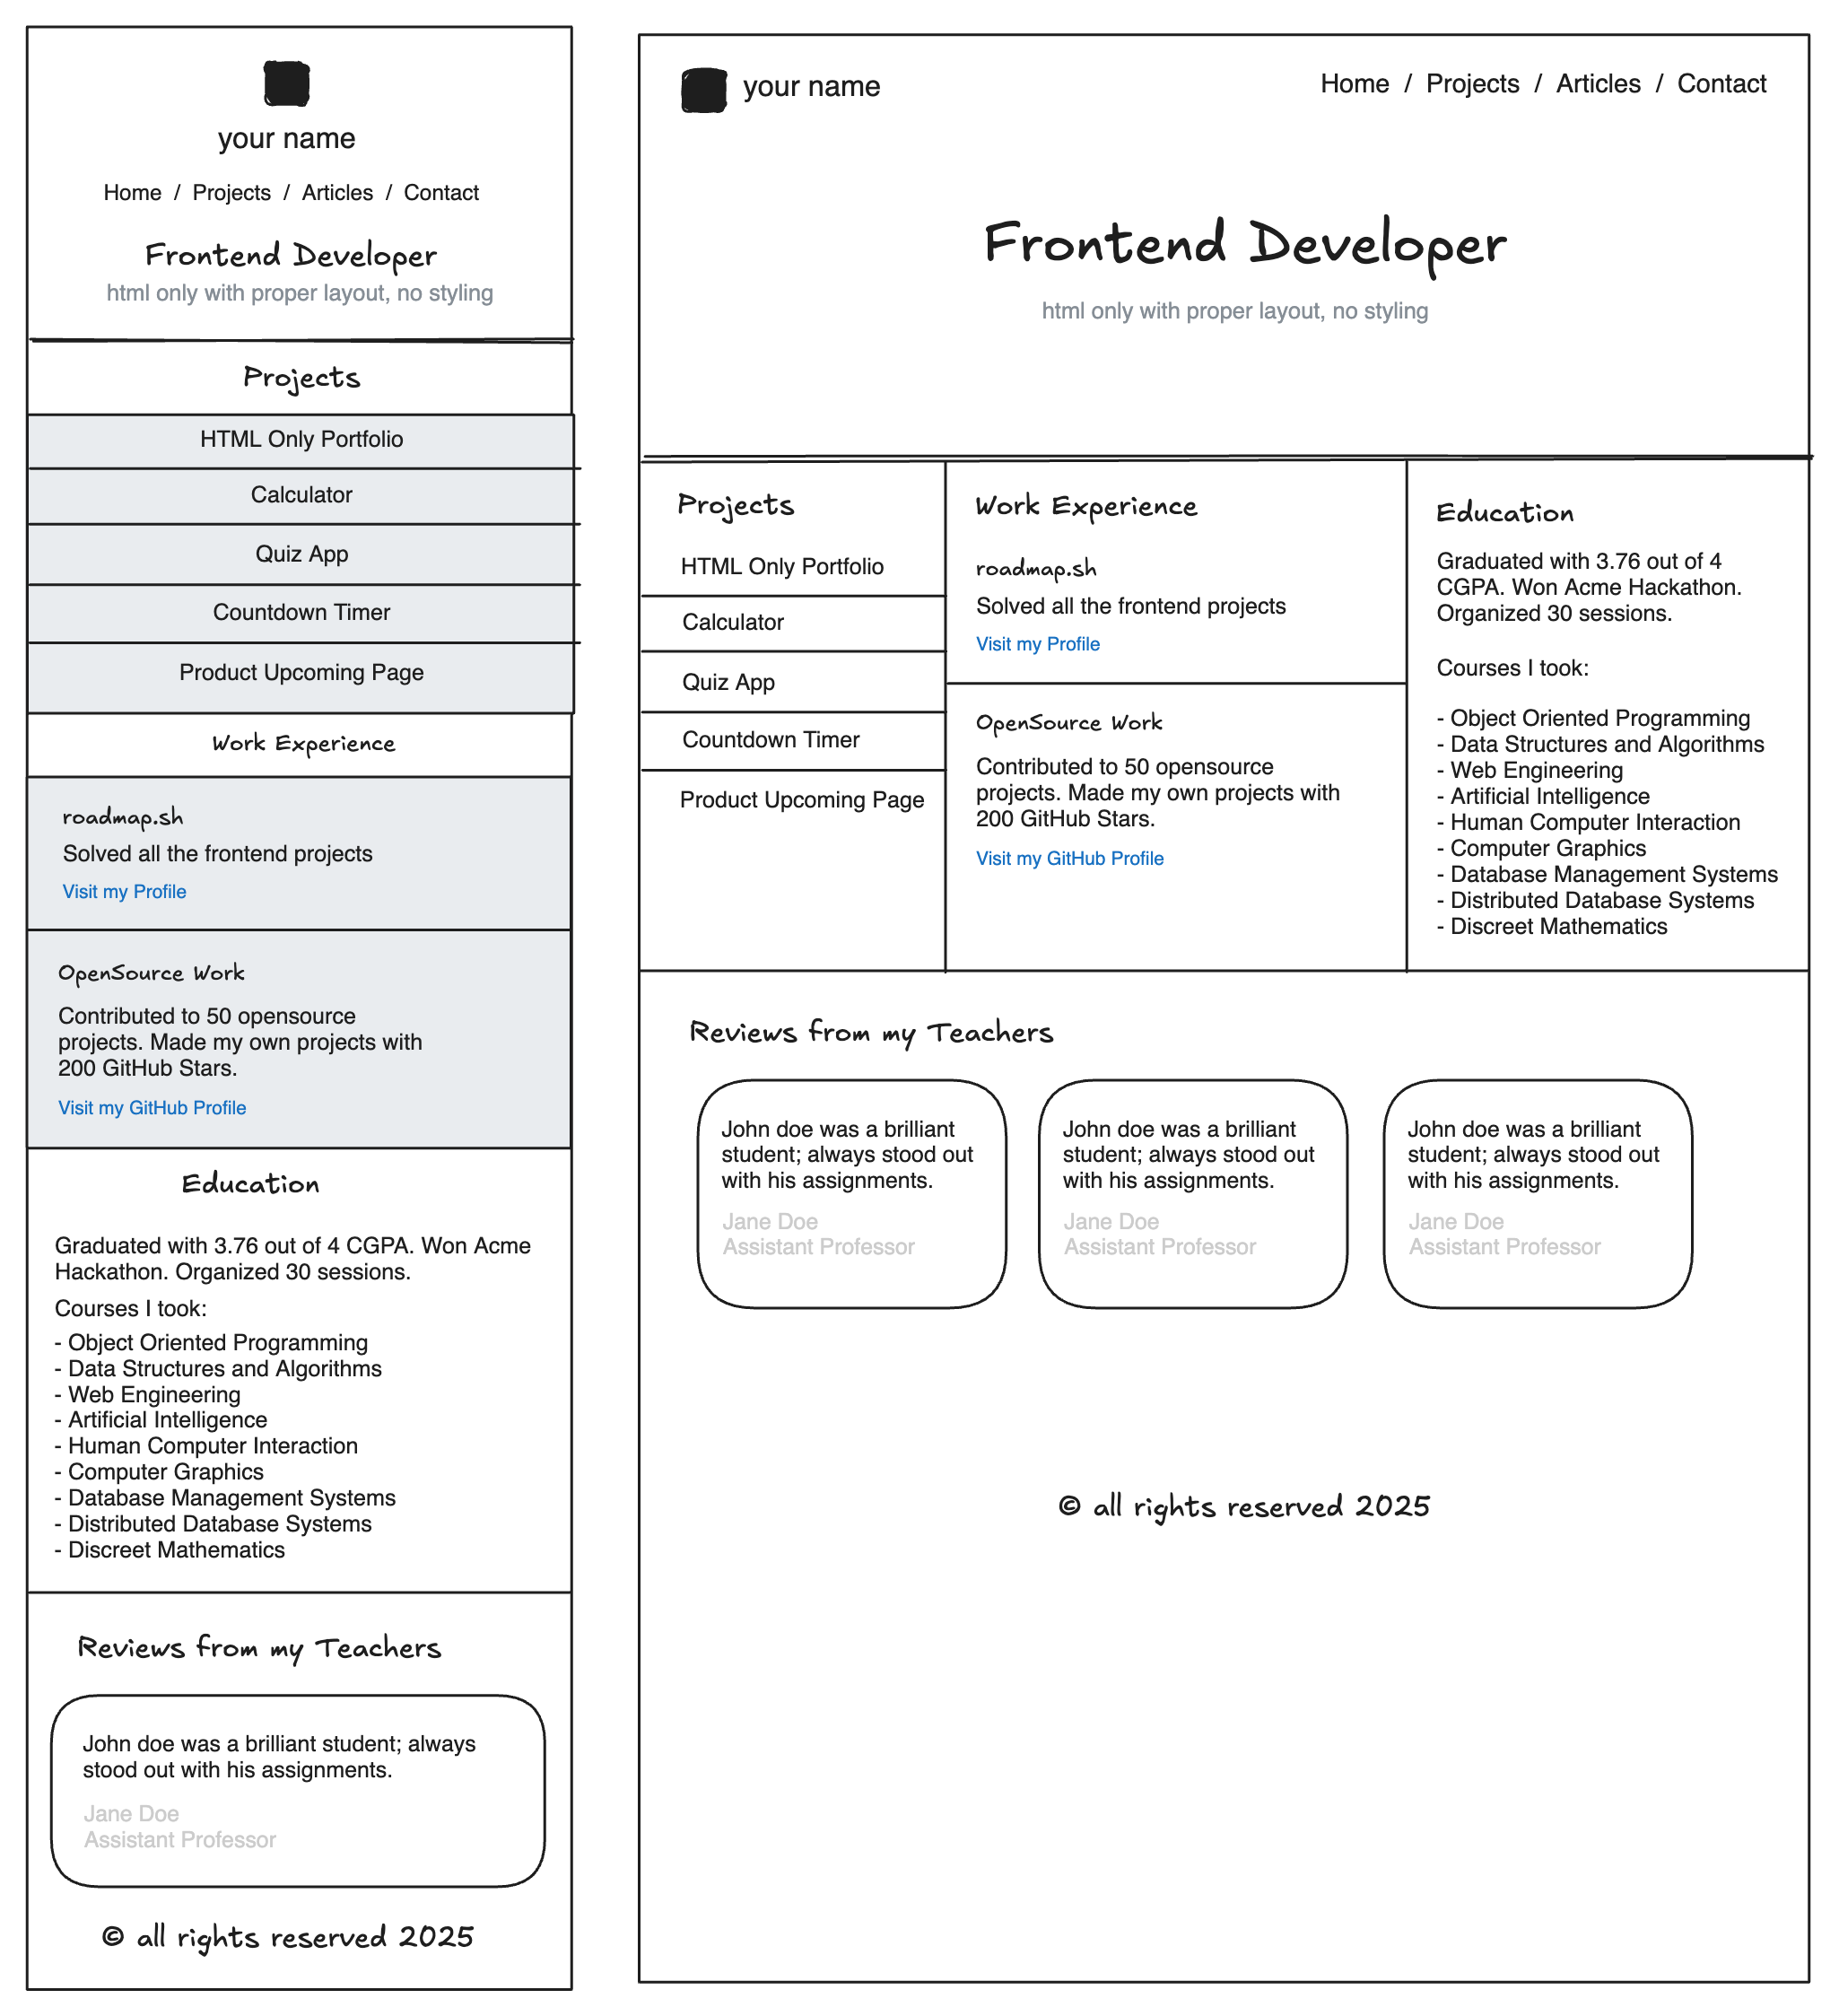 your name
Home / Projects / Articles / Contact
Frontend Developer
html only with proper layout, no styling
Projects
HTML Only Portfolio
Calculator
Quiz App
Countdown Timer
Product Upcoming Page
Work Experience
roadmap.sh
Solved all the frontend projects
Visit my Profile
OpenSource Work
Contributed to 50 opensource
projects. Made my own projects with
200 GitHub Stars.
Visit my GitHub Profile
Education
Graduated with 3.76 out of 4 CGPA. Won Acme
Hackathon. Organized 30 sessions.
Courses I took:
- Object Oriented Programming
- Data Structures and Algorithms
- Web Engineering
- Artificial Intelligence
- Human Computer Interaction
- Computer Graphics
- Database Management Systems
- Distributed Database Systems
- Discreet Mathematics
Reviews from my Teachers
John doe was a brilliant student; always
stood out with his assignments.
Jane Doe
Assistant Professor
© all rights reserved 2025
your name
Home / Projects / Articles / Contact
Frontend Developer
html only with proper layout, no styling
Projects
HTML Only Portfolio
Calculator
Quiz App
Countdown Timer
Product Upcoming Page
Work Experience
roadmap.sh
Solved all the frontend projects
Visit my Profile
OpenSource Work
Contributed to 50 opensource
projects. Made my own projects with
200 GitHub Stars.
Visit my GitHub Profile
Education
Graduated with 3.76 out of 4
CGPA. Won Acme Hackathon.
Organized 30 sessions.
Courses I took:
- Object Oriented Programming
- Data Structures and Algorithms
- Web Engineering
- Artificial Intelligence
- Human Computer Interaction
- Computer Graphics
- Database Management Systems
- Distributed Database Systems
- Discreet Mathematics
Reviews from my Teachers
John doe was a brilliant
student; always stood out
with his assignments.
Jane Doe
Assistant Professor
John doe was a brilliant
student; always stood out
with his assignments.
Jane Doe
Assistant Professor
John doe was a brilliant
student; always stood out
with his assignments.
Jane Doe
Assistant Professor
© all rights reserved 2025